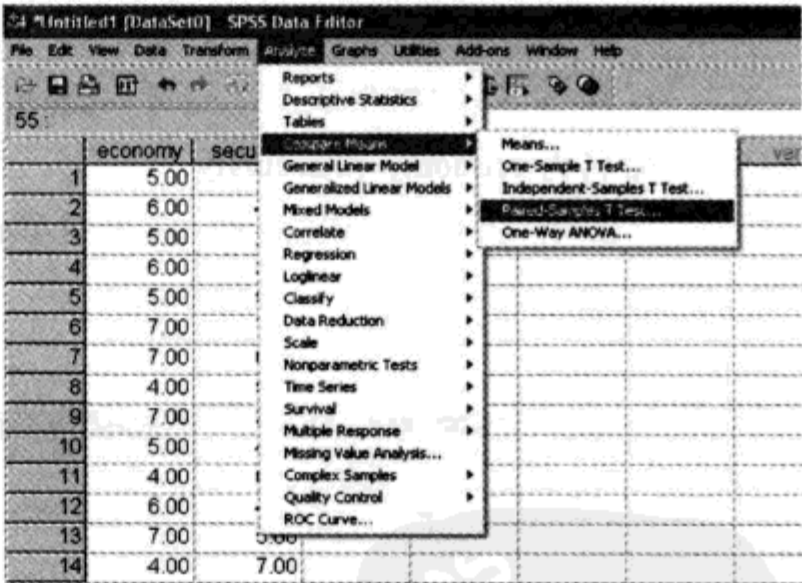 *Untitled1 [DataSet0] - SPSS Data Editor
File Edit View Data Transform Analyze Graphs Utilities Add-ons Window Help
55 :
economy secu
Reports
Descriptive Statistics
Tables
Compare Means
General Linear Model
Generalized Linear Models
Mixed Models
Correlate
Regression
Loglinear
Classify
Data Reduction
Scale
Nonparametric Tests
Time Series
Survival
Multiple Response
Missing Value Analysis...
Complex Samples
Quality Control
ROC Curve...
Means...
One-Sample T Test...
Independent-Samples T Test...
Paired-Samples T Test...
One-Way ANOVA...
1 5.00
2 6.00
3 5.00
4 6.00
5 5.00
6 7.00
7 7.00
8 4.00
9 7.00
10 5.00
11 4.00
12 6.00
13 7.00 5.00
14 4.00 7.00